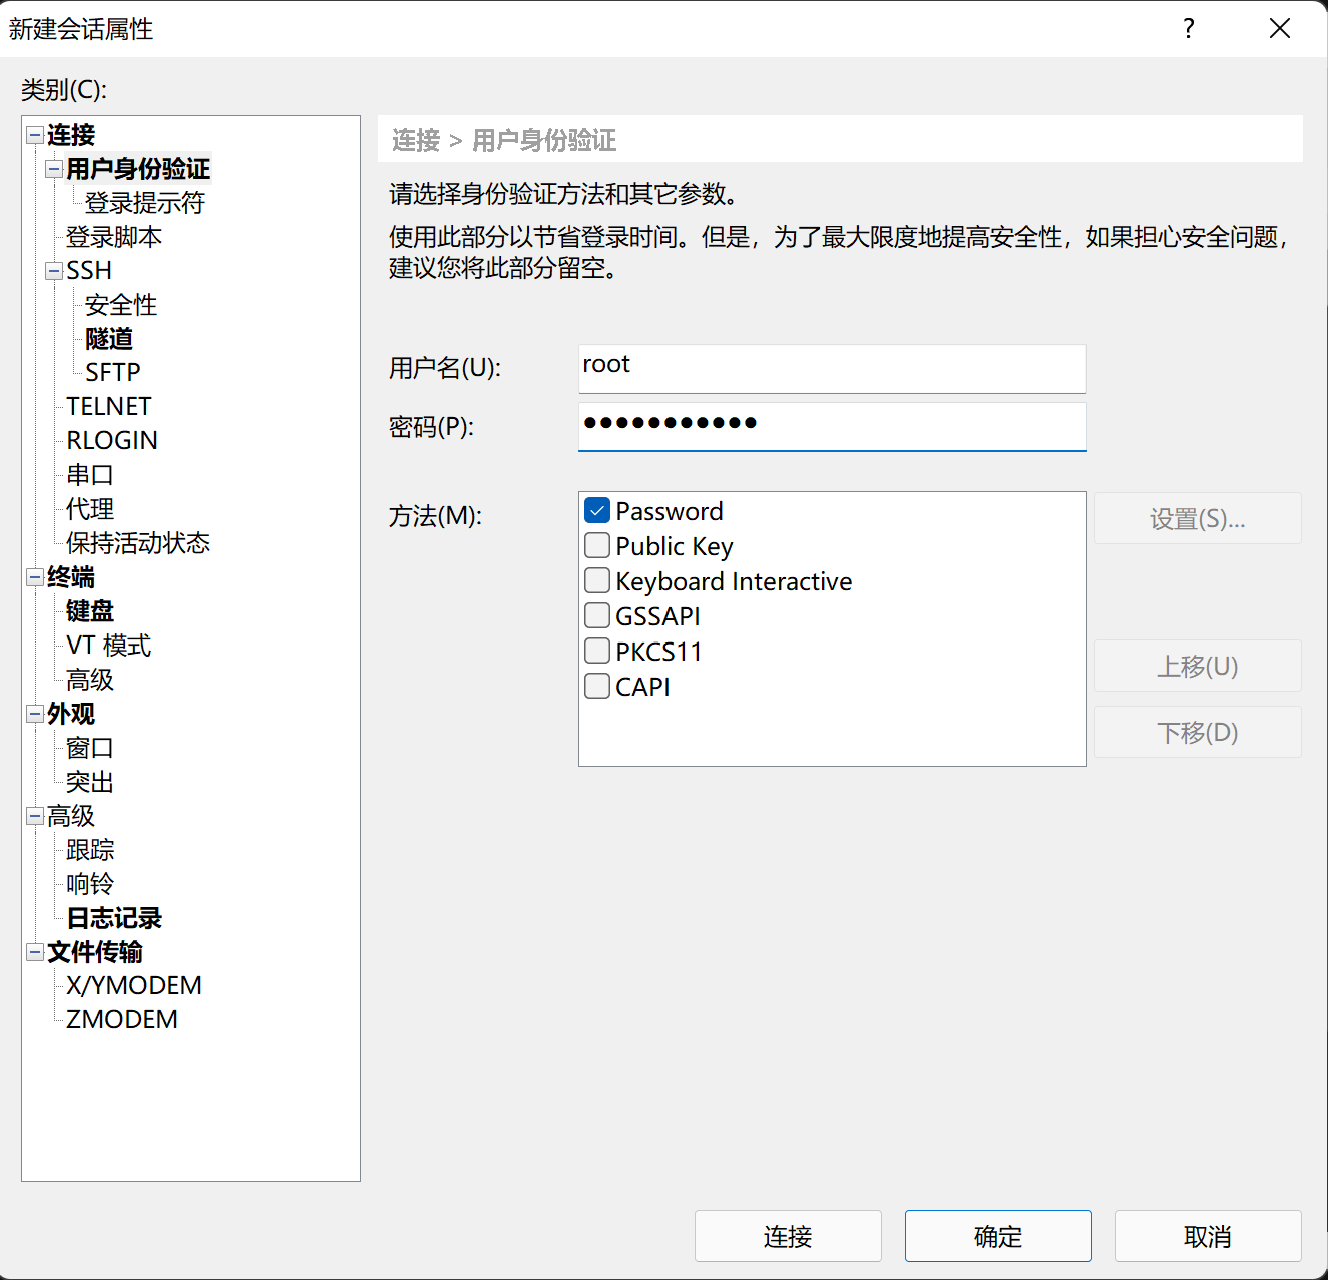 新建会话属性
?
类别(C):
连接
用户身份验证
登录提示符
登录脚本
SSH
安全性
隧道
SFTP
TELNET
RLOGIN
串口
代理
保持活动状态
终端
键盘
VT 模式
高级
外观
窗口
突出
高级
跟踪
响铃
日志记录
文件传输
X/YMODEM
ZMODEM
连接 > 用户身份验证
请选择身份验证方法和其它参数。
使用此部分以节省登录时间。但是，为了最大限度地提高安全性，如果担心安全问题，
建议您将此部分留空。
用户名(U):
root
密码(P):
●●●●●●●●●●●
方法(M):
Password
Public Key
Keyboard Interactive
GSSAPI
PKCS11
CAPI
设置(S)...
上移(U)
下移(D)
连接
确定
取消